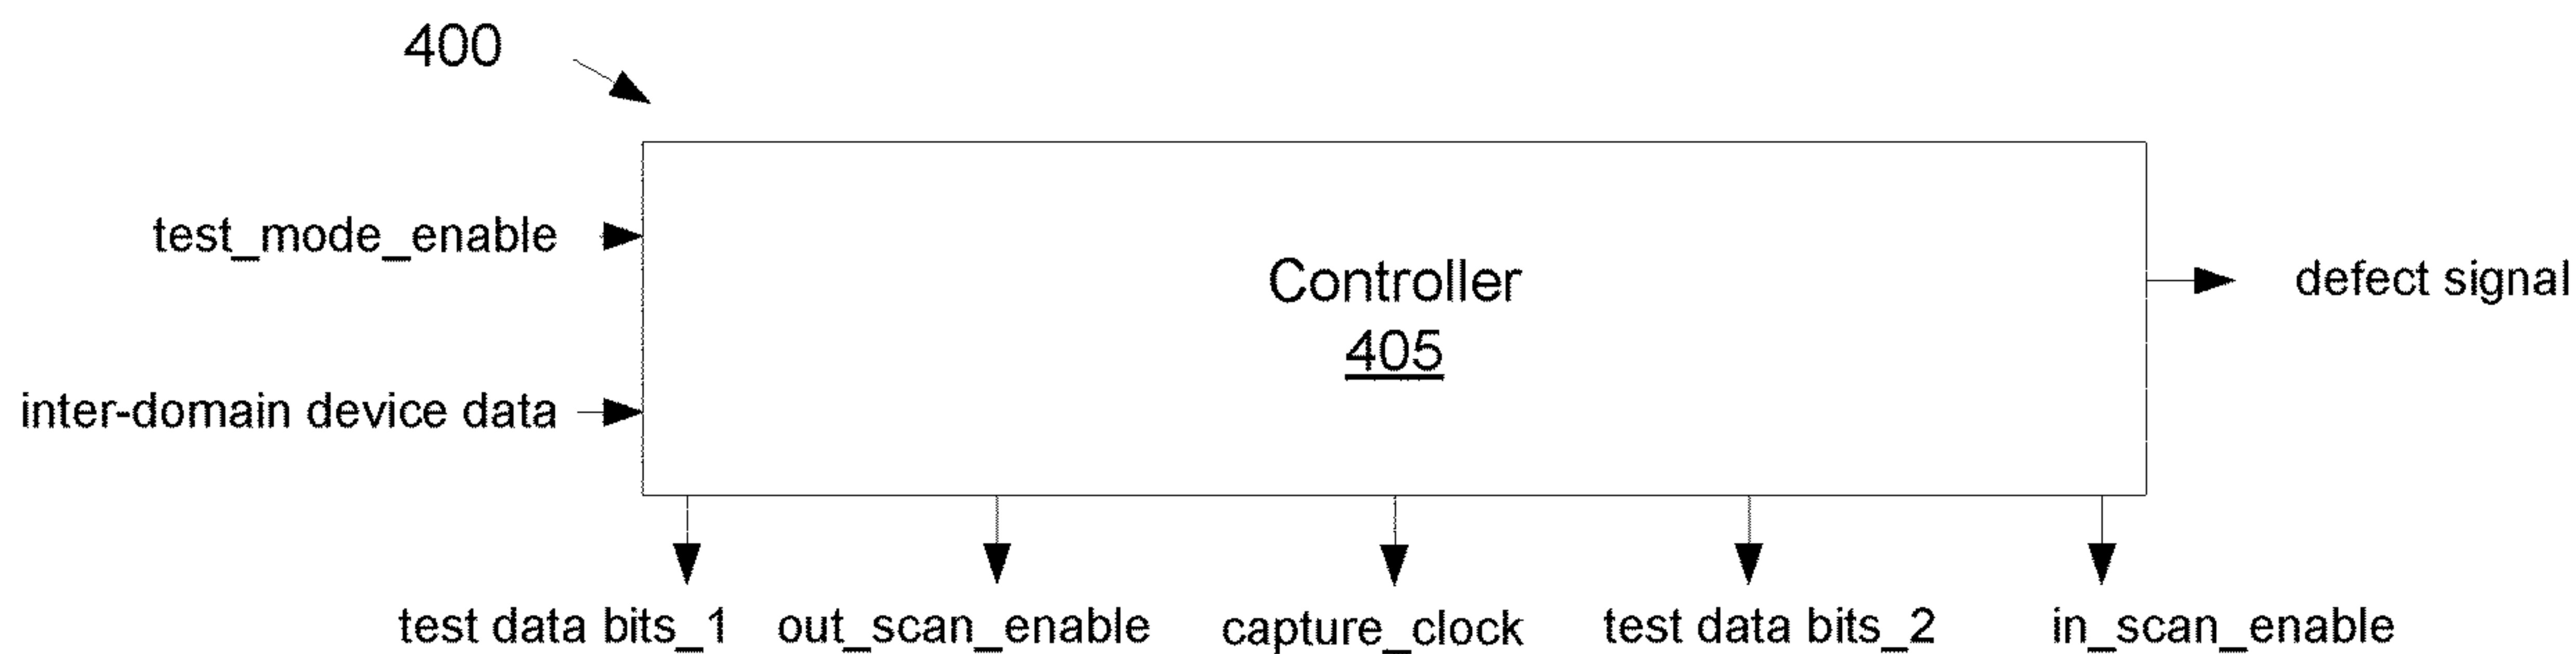 400
test_mode_enable
Controller
defect signal
405
inter-domain device data
test data bits_1
out_scan_enable
capture_clock
test data bits_2
in_scan_enable